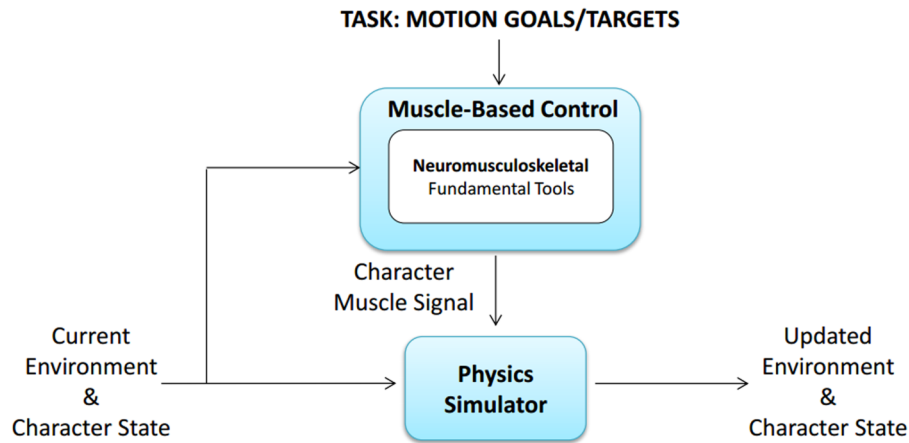 TASK: MOTION GOALS/TARGETS
Muscle-Based Control
Neuromusculoskeletal
Fundamental Tools
Character
Muscle Signal
Current
Environment
&
Character State
Physics
Simulator
Updated
Environment
&
Character State